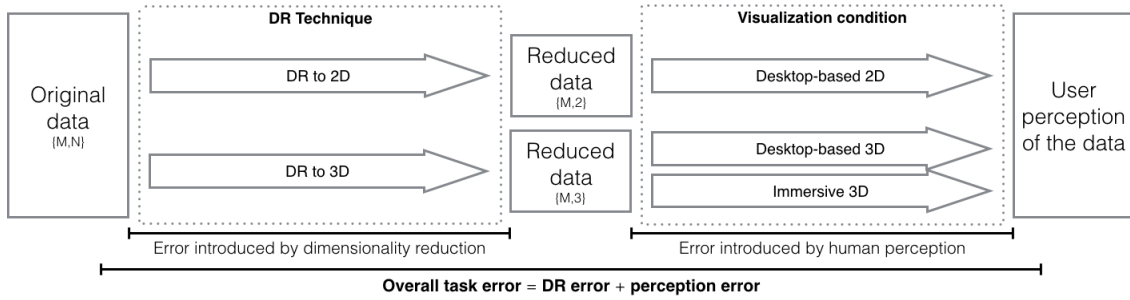 DR Technique
Visualization condition
Original
data
{M,N}
DR to 2D
DR to 3D
Reduced
data
{M,2}
Reduced
data
{M,3}
Desktop-based 2D
Desktop-based 3D
Immersive 3D
User
perception
of the data
Error introduced by dimensionality reduction
Error introduced by human perception
Overall task error = DR error + perception error